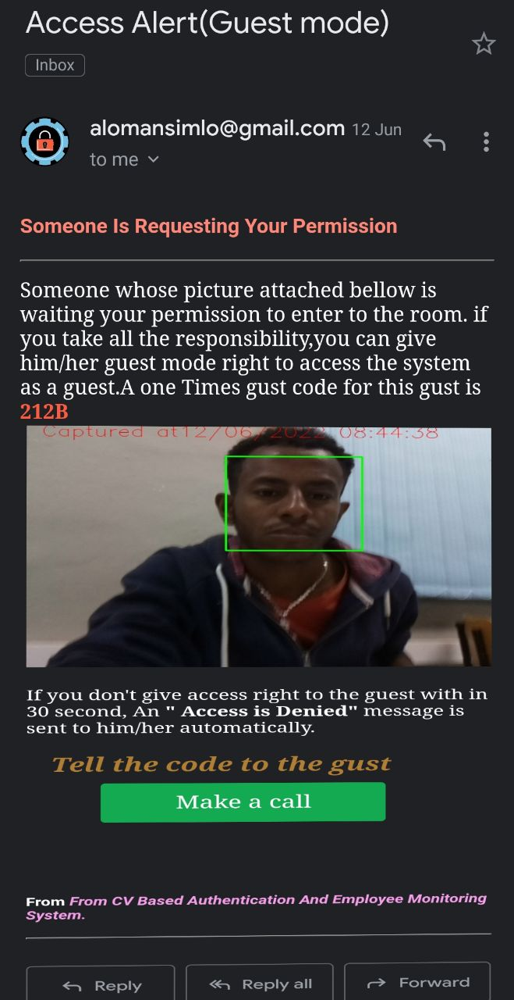 Access Alert(Guest mode)
Inbox
alomansimlo@gmail.com 12 Jun
to me
Someone Is Requesting Your Permission
Someone whose picture attached bellow is
waiting your permission to enter to the room. if
you take all the responsibility,you can give
him/her guest mode right to access the system
as a guest.A one Times gust code for this gust is
212B
Captured at12/06/2022 08:44:38
If you don't give access right to the guest with in
30 second, An " Access is Denied" message is
sent to him/her automatically.
Tell the code to the gust
Make a call
From From CV Based Authentication And Employee Monitoring
System.
Reply
Reply all
Forward